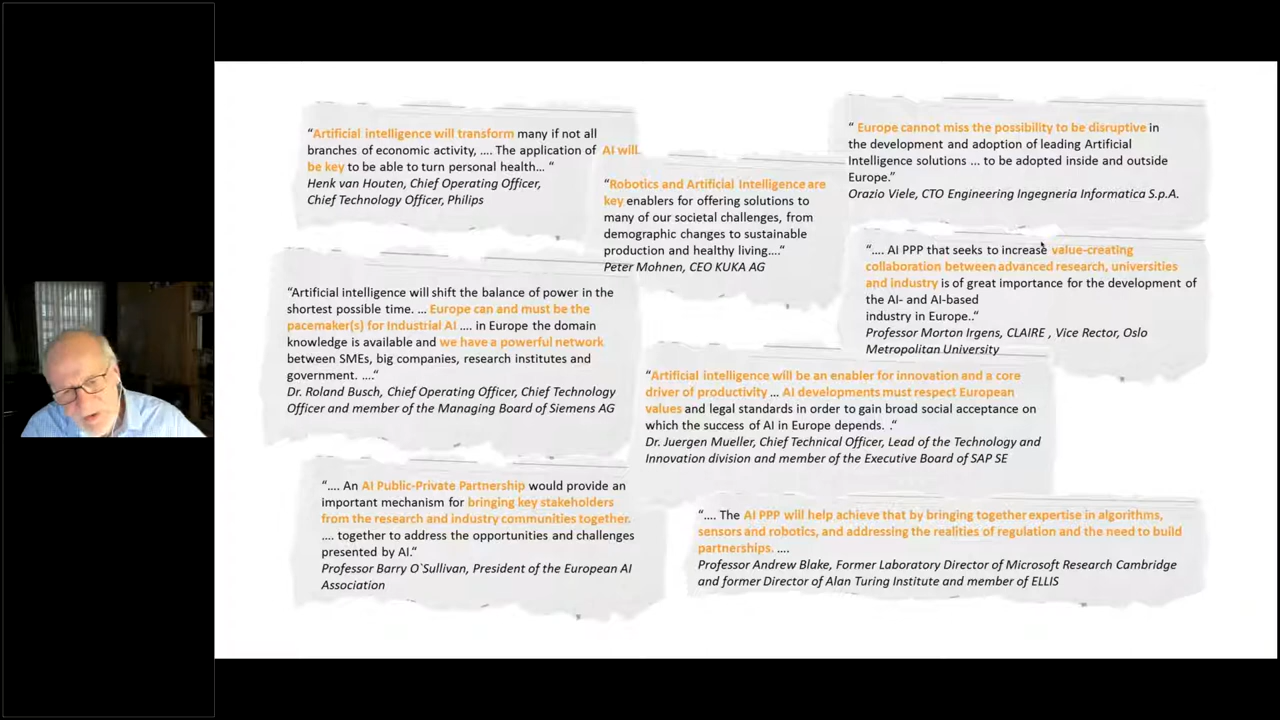 “Artificial intelligence will transform many if not all
branches of economic activity, .... The application of AI will
be key to be able to turn personal health… “
Henk van Houten, Chief Operating Officer,
Chief Technology Officer, Philips
“Robotics and Artificial Intelligence are
key enablers for offering solutions to
many of our societal challenges, from
demographic changes to sustainable
production and healthy living....“
Peter Mohnen, CEO KUKA AG
“ Europe cannot miss the possibility to be disruptive in
the development and adoption of leading Artificial
Intelligence solutions ... to be adopted inside and outside
Europe.”
Orazio Viele, CTO Engineering Ingegneria Informatica S.p.A.
“.... AI PPP that seeks to increase value-creating
collaboration between advanced research, universities
and industry is of great importance for the development of
the AI- and AI-based
industry in Europe..“
Professor Morton Irgens, CLAIRE , Vice Rector, Oslo
Metropolitan University
“Artificial intelligence will shift the balance of power in the
shortest possible time. … Europe can and must be the
pacemaker(s) for Industrial AI .... in Europe the domain
knowledge is available and we have a powerful network
between SMEs, big companies, research institutes and
government. ....“
Dr. Roland Busch, Chief Operating Officer, Chief Technology
Officer and member of the Managing Board of Siemens AG
“Artificial intelligence will be an enabler for innovation and a core
driver of productivity ... AI developments must respect European
values and legal standards in order to gain broad social acceptance on
which the success of AI in Europe depends. .“
Dr. Juergen Mueller, Chief Technical Officer, Lead of the Technology and
Innovation division and member of the Executive Board of SAP SE
“.... An AI Public-Private Partnership would provide an
important mechanism for bringing key stakeholders
from the research and industry communities together.
.... together to address the opportunities and challenges
presented by AI.“
Professor Barry O`Sullivan, President of the European AI
Association
“.... The AI PPP will help achieve that by bringing together expertise in algorithms,
sensors and robotics, and addressing the realities of regulation and the need to build
partnerships. ....
Professor Andrew Blake, Former Laboratory Director of Microsoft Research Cambridge
and former Director of Alan Turing Institute and member of ELLIS